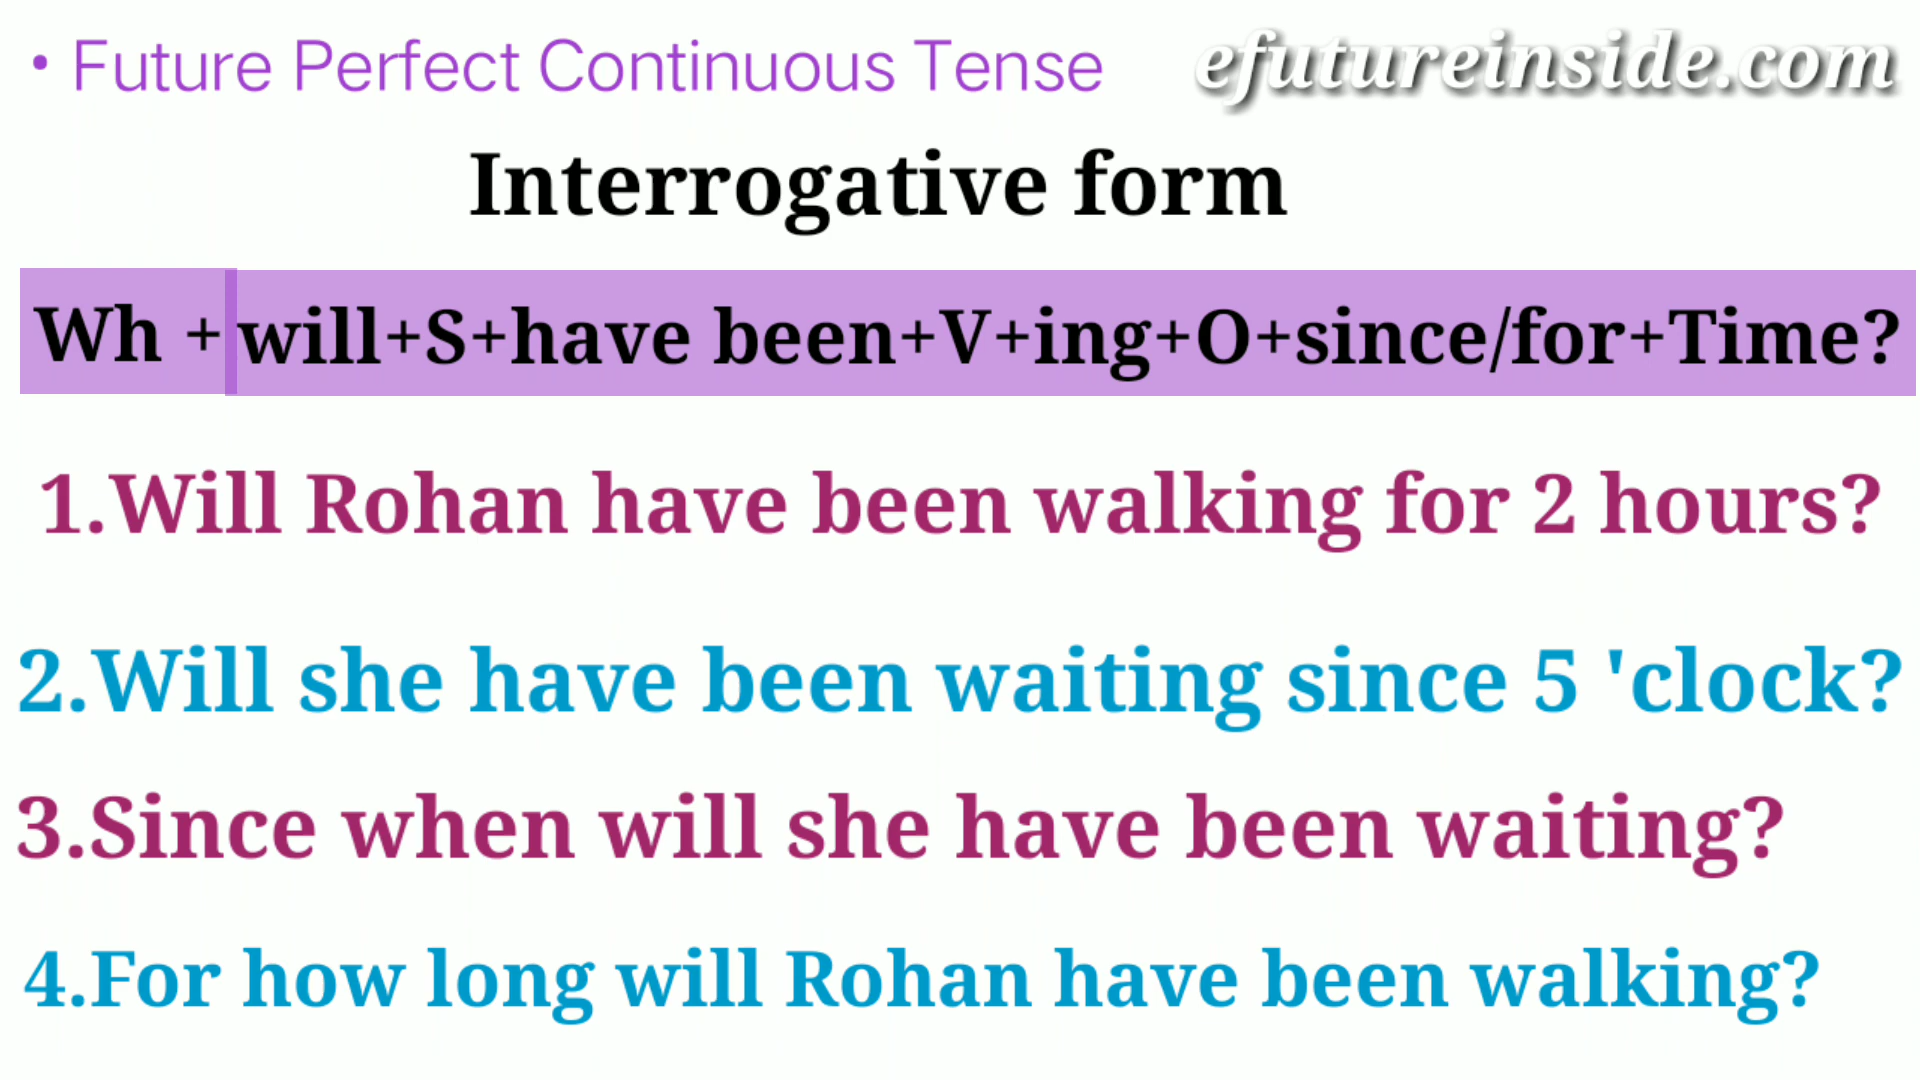 • Future Perfect Continuous Tense efutureinside.com
Interrogative form
Wh + will+S+have been+V+ing+O+since/for+Time?
1.Will Rohan have been walking for 2 hours?
2.Will she have been waiting since 5 'clock?
3.Since when will she have been waiting?
4.For how long will Rohan have been walking?